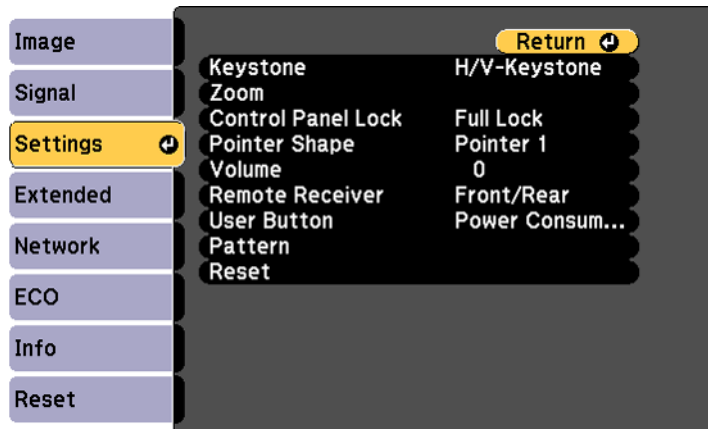 Image
Signal
Settings
Extended
Network
ECO
Info
Reset
Return
Keystone H/V-Keystone
Zoom
Control Panel Lock Full Lock
Pointer Shape Pointer 1
Volume 0
Remote Receiver Front/Rear
User Button Power Consum...
Pattern
Reset